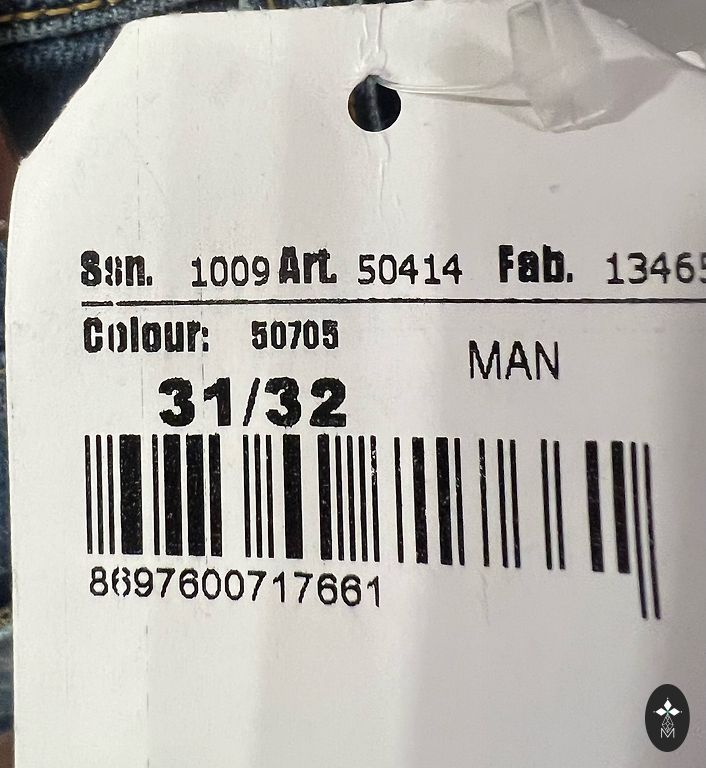 Ssn. 1009 Art. 50414 Fab. 13465
Colour: 50705
MAN
31/32
8697600717661
M